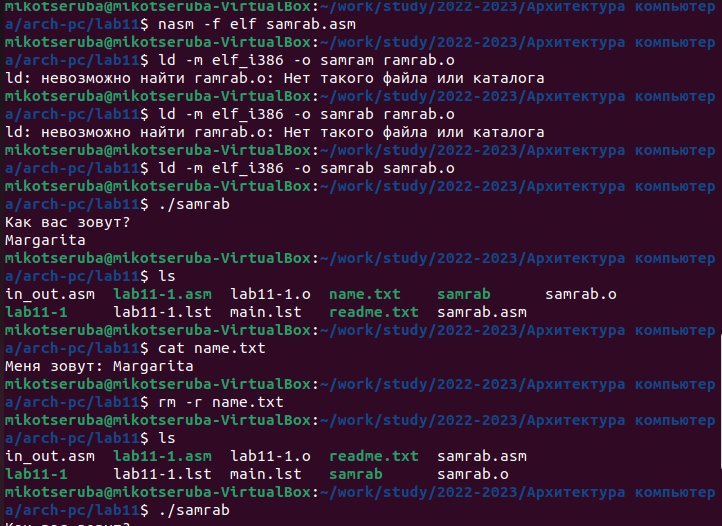 mikotseruba@mikotseruba-VirtualBox:~/work/study/2022-2023/Архитектура компьютер
а/arch-pc/lab11$ nasm -f elf samrab.asm
mikotseruba@mikotseruba-VirtualBox:~/work/study/2022-2023/Архитектура компьютер
а/arch-pc/lab11$ ld -m elf_i386 -o samram ramrab.o
ld: невозможно найти ramrab.o: Нет такого файла или каталога
mikotseruba@mikotseruba-VirtualBox:~/work/study/2022-2023/Архитектура компьютер
а/arch-pc/lab11$ ld -m elf_i386 -o samrab ramrab.o
ld: невозможно найти ramrab.o: Нет такого файла или каталога
mikotseruba@mikotseruba-VirtualBox:~/work/study/2022-2023/Архитектура компьютер
а/arch-pc/lab11$ ld -m elf_i386 -o samrab samrab.o
mikotseruba@mikotseruba-VirtualBox:~/work/study/2022-2023/Архитектура компьютер
а/arch-pc/lab11$ ./samrab
Как вас зовут?
Margarita
mikotseruba@mikotseruba-VirtualBox:~/work/study/2022-2023/Архитектура компьютер
а/arch-pc/lab11$ ls
in_out.asm lab11-1.asm lab11-1.o name.txt samrab samrab.o
lab11-1 lab11-1.lst main.lst readme.txt samrab.asm
mikotseruba@mikotseruba-VirtualBox:~/work/study/2022-2023/Архитектура компьютер
а/arch-pc/lab11$ cat name.txt
Меня зовут: Margarita
mikotseruba@mikotseruba-VirtualBox:~/work/study/2022-2023/Архитектура компьютер
а/arch-pc/lab11$ rm -r name.txt
mikotseruba@mikotseruba-VirtualBox:~/work/study/2022-2023/Архитектура компьютер
а/arch-pc/lab11$ ls
in_out.asm lab11-1.asm lab11-1.o readme.txt samrab.asm
lab11-1 lab11-1.lst main.lst samrab samrab.o
mikotseruba@mikotseruba-VirtualBox:~/work/study/2022-2023/Архитектура компьютер
а/arch-pc/lab11$ ./samrab
Как вас зовут?